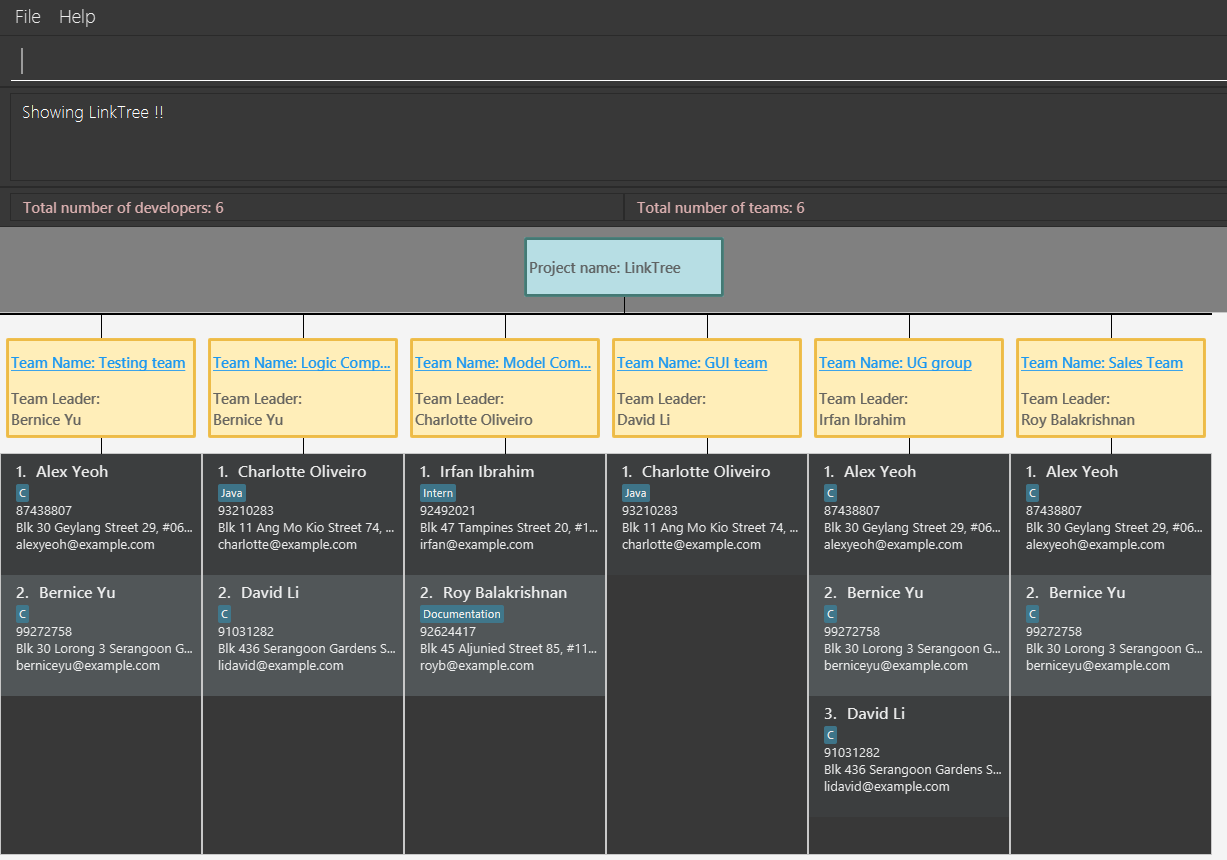 File Help
Showing LinkTree !!
Total number of developers: 6
Total number of teams: 6
Project name: LinkTree
Team Name: Testing team
Team Leader:
Bernice Yu
1. Alex Yeoh
C
87438807
Blk 30 Geylang Street 29, #06...
alexyeoh@example.com
2. Bernice Yu
C
99272758
Blk 30 Lorong 3 Serangoon G...
berniceyu@example.com
Team Name: Logic Comp...
Team Leader:
Bernice Yu
1. Charlotte Oliveiro
Java
93210283
Blk 11 Ang Mo Kio Street 74, ...
charlotte@example.com
2. David Li
C
91031282
Blk 436 Serangoon Gardens S...
lidavid@example.com
Team Name: Model Com...
Team Leader:
Charlotte Oliveiro
1. Irfan Ibrahim
Intern
92492021
Blk 47 Tampines Street 20, #1...
irfan@example.com
2. Roy Balakrishnan
Documentation
92624417
Blk 45 Aljunied Street 85, #11...
royb@example.com
Team Name: GUI team
Team Leader:
David Li
1. Charlotte Oliveiro
Java
93210283
Blk 11 Ang Mo Kio Street 74, ...
charlotte@example.com
Team Name: UG group
Team Leader:
Irfan Ibrahim
1. Alex Yeoh
C
87438807
Blk 30 Geylang Street 29, #06...
alexyeoh@example.com
2. Bernice Yu
C
99272758
Blk 30 Lorong 3 Serangoon G...
berniceyu@example.com
3. David Li
C
91031282
Blk 436 Serangoon Gardens S...
lidavid@example.com
Team Name: Sales Team
Team Leader:
Roy Balakrishnan
1. Alex Yeoh
C
87438807
Blk 30 Geylang Street 29, #06...
alexyeoh@example.com
2. Bernice Yu
C
99272758
Blk 30 Lorong 3 Serangoon G...
berniceyu@example.com